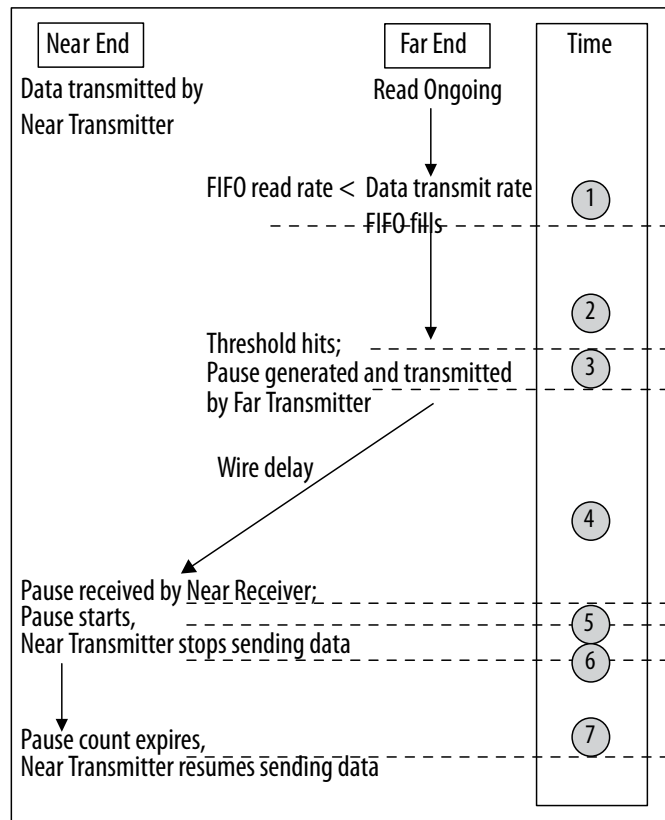 Near End
Far End
Time
Data transmitted by
Near Transmitter
Read Ongoing
FIFO read rate < Data transmit rate
FIFO fills
1
2
Threshold hits;
Pause generated and transmitted
by Far Transmitter
3
Wire delay
4
Pause received by Near Receiver;
Pause starts,
Near Transmitter stops sending data
5
6
Pause count expires,
Near Transmitter resumes sending data
7